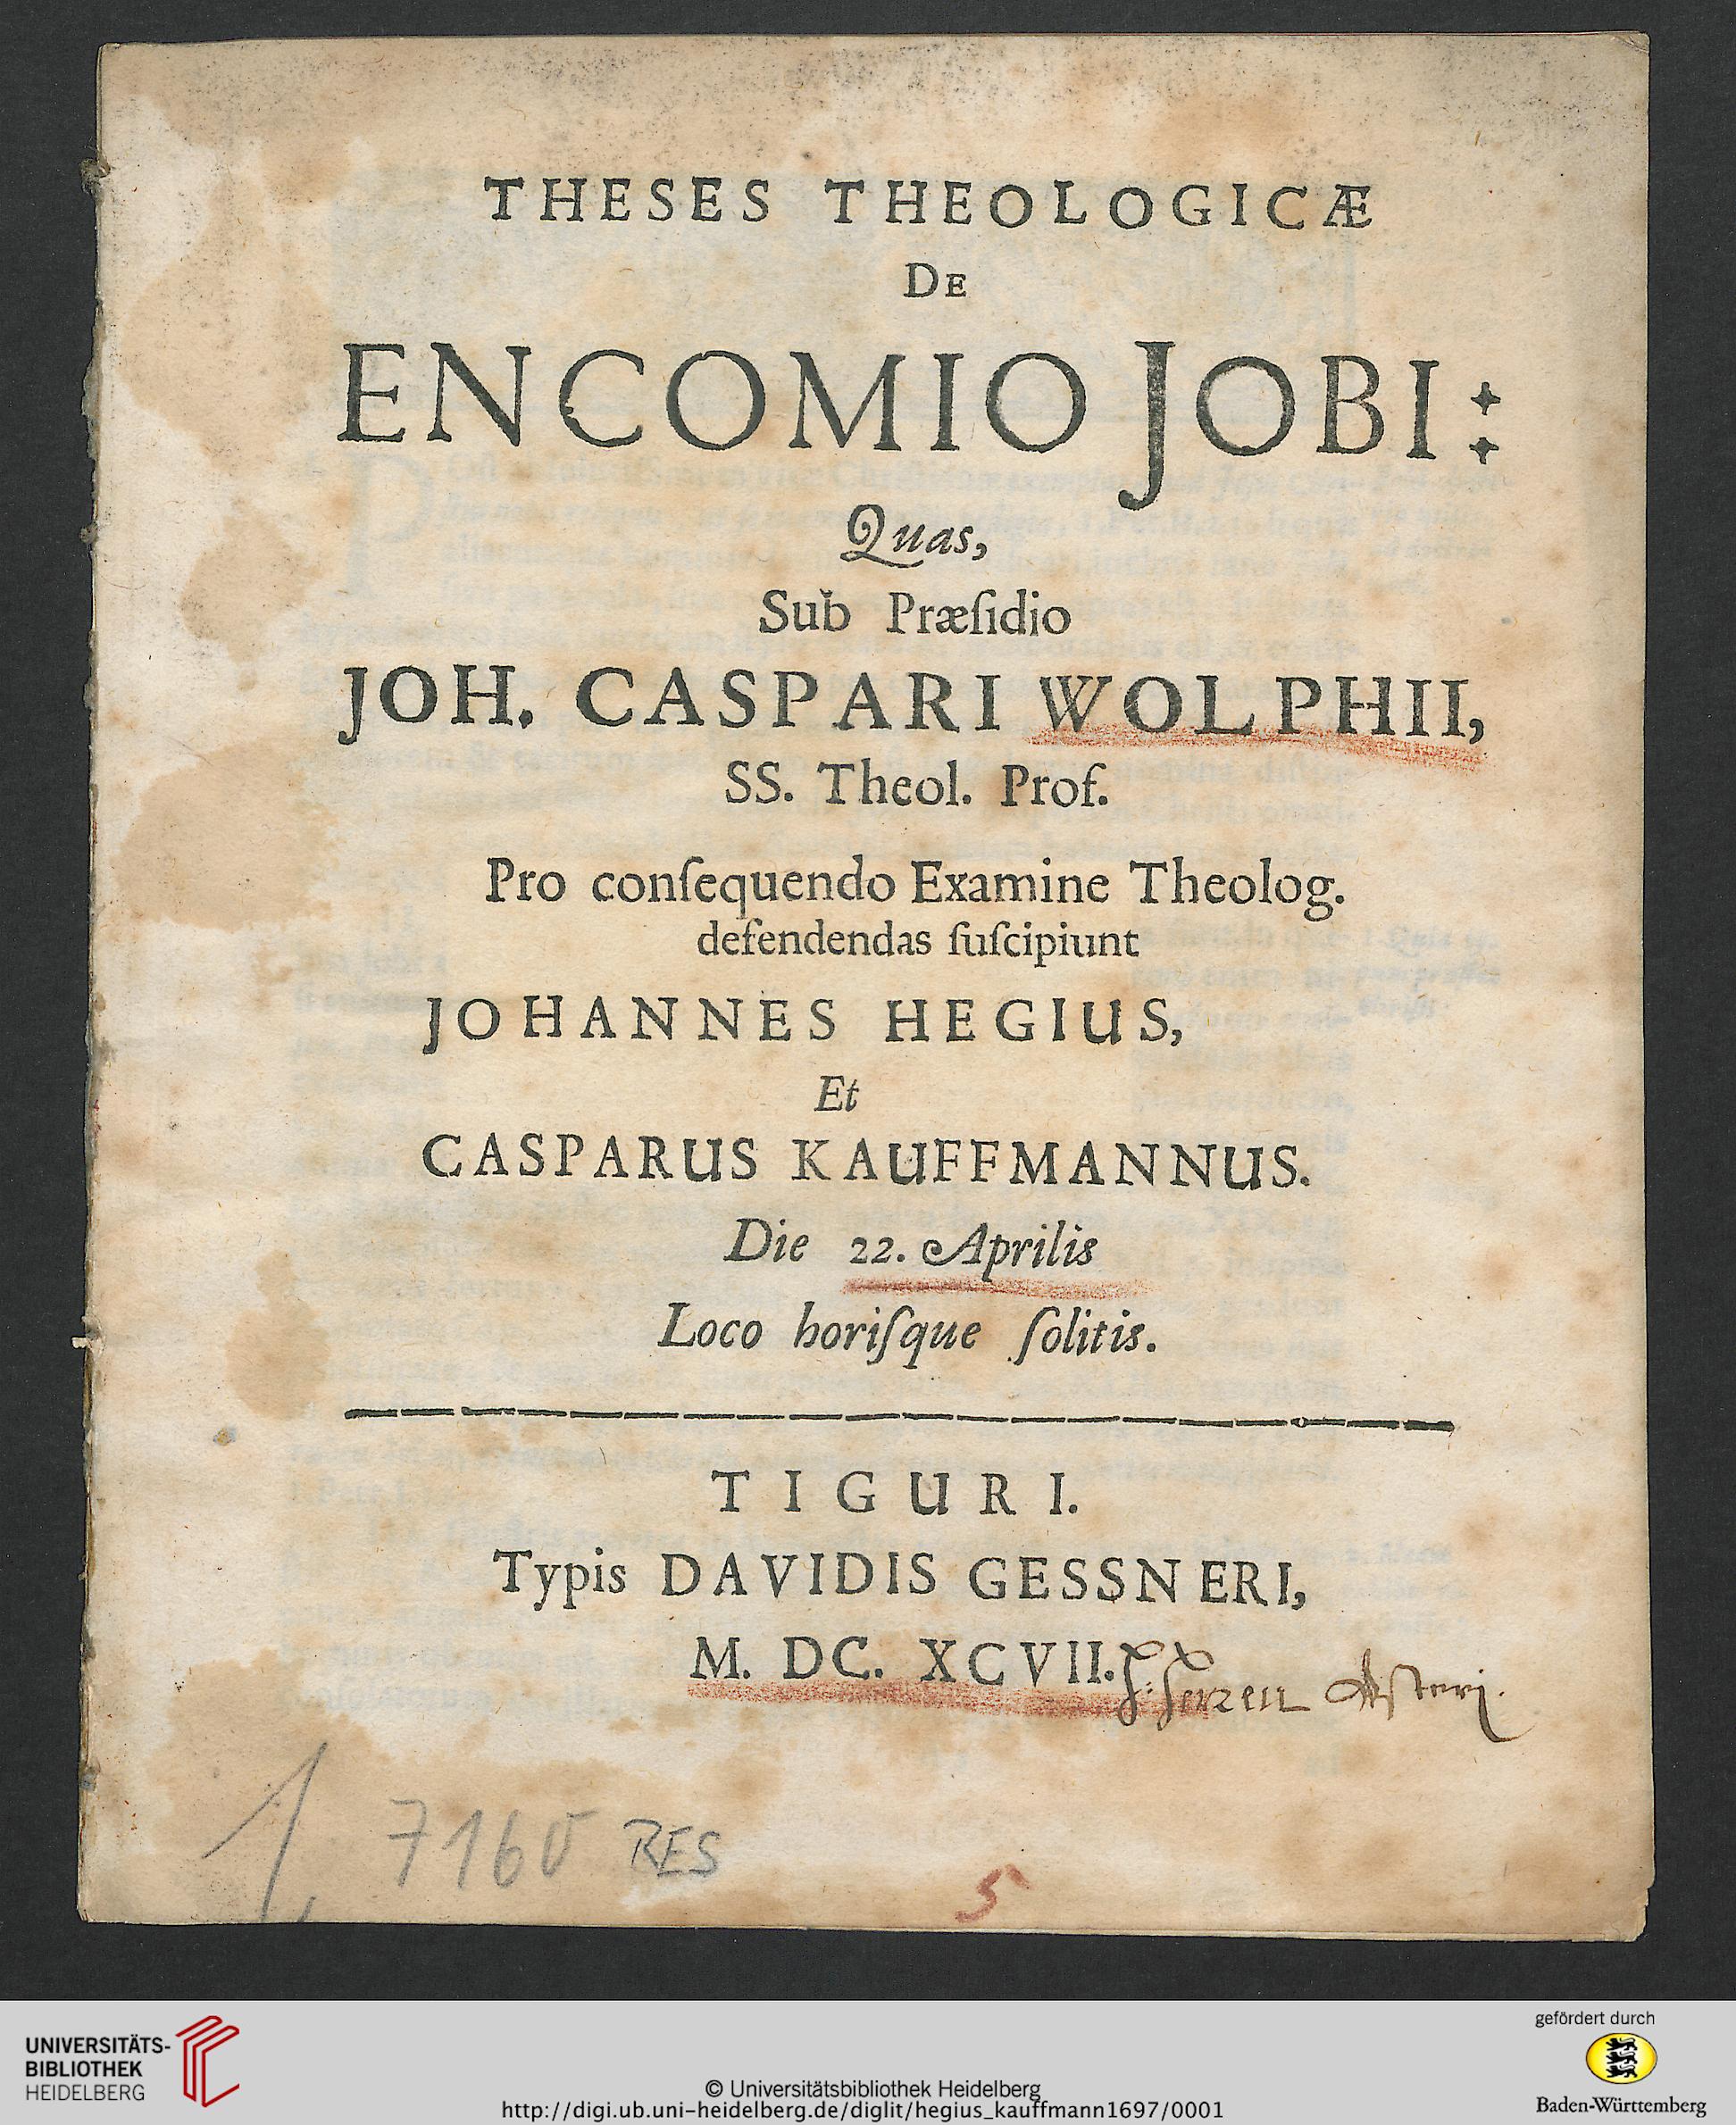 THESES THEOLOGICÆ
DE
ENCOMIO JOBI:
Quas,
Sub Præſidio
JOH. CASPARI WOLPHII,
SS. Theol. Prof.
Pro conſequendo Examine Theolog.
defendendas ſuſcipiunt
JOHANNES HEGIUS,
Et
CASPARUS KAUFFMANNUS.
Die 22. Aprilis
Loco horiſque ſolitis.
TIGURI.
Typis DAVIDIS GESSNERI,
M. DC. XCVII.
7160 RES
5
UNIVERSITÄTS-
BIBLIOTHEK
HEIDELBERG
© Universitätsbibliothek Heidelberg
http://digi.ub.uni-heidelberg.de/diglit/hegius_kauffmann1697/0001
gefördert durch
Baden-Württemberg